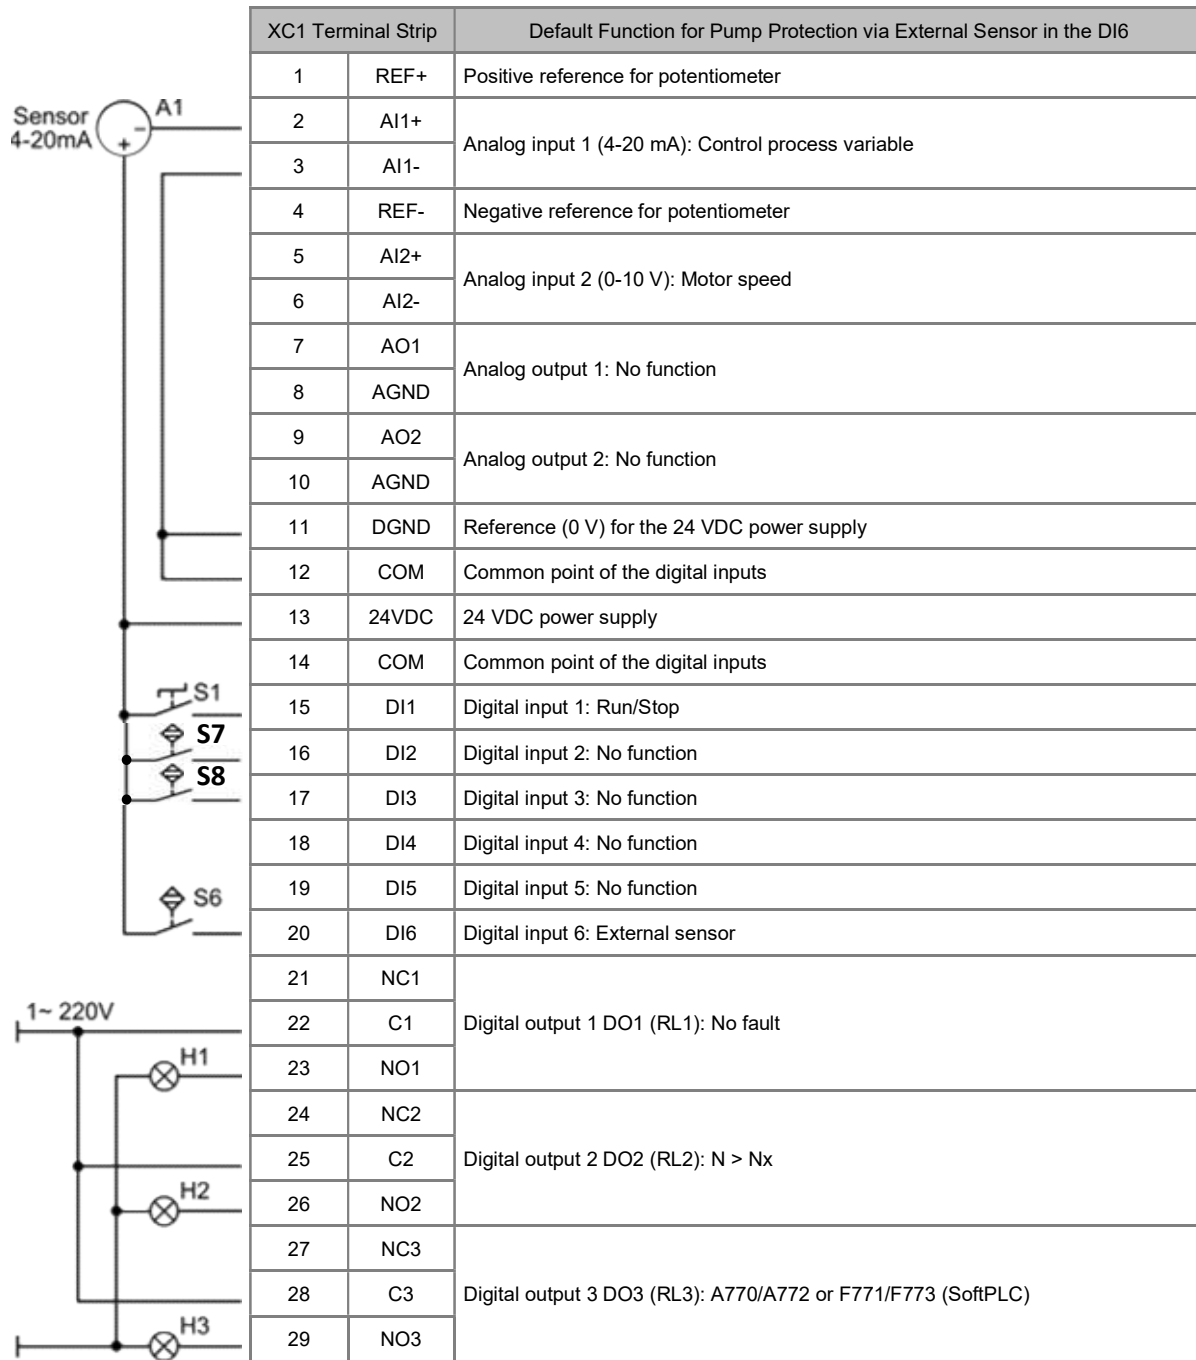 XC1 Terminal Strip Default Function for Pump Protection via External Sensor in the DI6
1 REF+ Positive reference for potentiometer
Sensor
4-20mA
+
-
A1
2 AI1+
Analog input 1 (4-20 mA): Control process variable
3 AI1-
4 REF- Negative reference for potentiometer
5 AI2+
Analog input 2 (0-10 V): Motor speed
6 AI2-
7 AO1
Analog output 1: No function
8 AGND
9 AO2
Analog output 2: No function
10 AGND
11 DGND Reference (0 V) for the 24 VDC power supply
12 COM Common point of the digital inputs
13 24VDC 24 VDC power supply
14 COM Common point of the digital inputs
S1
15 DI1 Digital input 1: Run/Stop
S7
16 DI2 Digital input 2: No function
S8
17 DI3 Digital input 3: No function
18 DI4 Digital input 4: No function
19 DI5 Digital input 5: No function
S6
20 DI6 Digital input 6: External sensor
21 NC1
1~ 220V
22 C1 Digital output 1 DO1 (RL1): No fault
H1
23 NO1
24 NC2
25 C2 Digital output 2 DO2 (RL2): N > Nx
H2
26 NO2
27 NC3
28 C3 Digital output 3 DO3 (RL3): A770/A772 or F771/F773 (SoftPLC)
H3
29 NO3